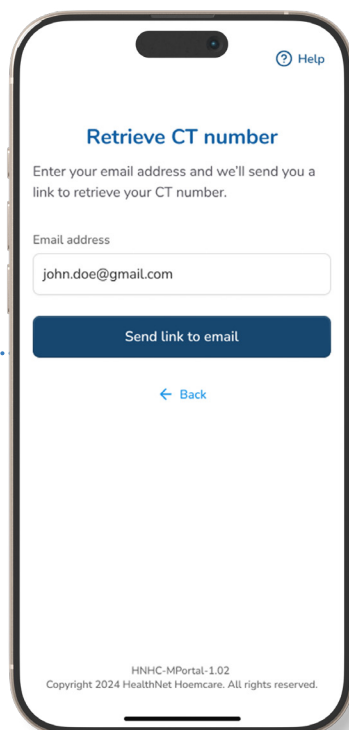 Help
Retrieve CT number
Enter your email address and we'll send you a
link to retrieve your CT number.
Email address
john.doe@gmail.com
Send link to email
Back
HNHC-MPortal-1.02
Copyright 2024 HealthNet Hoemcare. All rights reserved.